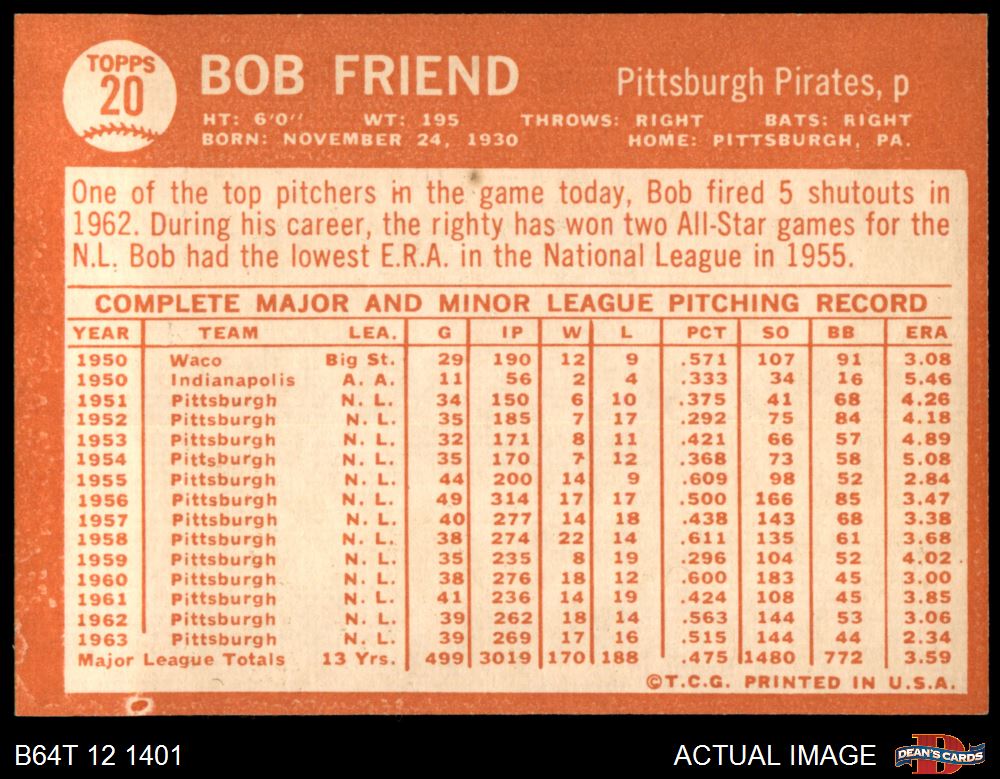 TOPPS
20
BOB FRIEND
Pittsburgh Pirates, p
HT: 6'0" WT: 195 THROWS: RIGHT BATS: RIGHT
BORN: NOVEMBER 24, 1930 HOME: PITTSBURGH, PA.
One of the top pitchers in the game today, Bob fired 5 shutouts in
1962. During his career, the righty has won two All-Star games for the
N.L. Bob had the lowest E.R.A. in the National League in 1955.
COMPLETE MAJOR AND MINOR LEAGUE PITCHING RECORD
YEAR TEAM LEA. G IP W L PCT SO BB ERA
1950 Waco Big St. 29 190 12 9 .571 107 91 3.08
1950 Indianapolis A. A. 11 56 2 4 .333 34 16 5.46
1951 Pittsburgh N. L. 34 150 6 10 .375 41 68 4.26
1952 Pittsburgh N. L. 35 185 7 17 .292 75 84 4.18
1953 Pittsburgh N. L. 32 171 8 11 .421 66 57 4.89
1954 Pittsburgh N. L. 35 170 7 12 .368 73 58 5.08
1955 Pittsburgh N. L. 44 200 14 9 .609 98 52 2.84
1956 Pittsburgh N. L. 49 314 17 17 .500 166 85 3.47
1957 Pittsburgh N. L. 40 277 14 18 .438 143 68 3.38
1958 Pittsburgh N. L. 38 274 22 14 .611 135 61 3.68
1959 Pittsburgh N. L. 35 235 8 19 .296 104 52 4.02
1960 Pittsburgh N. L. 38 276 18 12 .600 183 45 3.00
1961 Pittsburgh N. L. 41 236 14 19 .424 108 45 3.85
1962 Pittsburgh N. L. 39 262 18 14 .563 144 53 3.06
1963 Pittsburgh N. L. 39 269 17 16 .515 144 44 2.34
Major League Totals 13 Yrs. 499 3019 170 188 .475 1480 772 3.59
©T.C.G. PRINTED IN U.S.A.
B64T 12 1401
ACTUAL IMAGE
DEAN'S CARDS